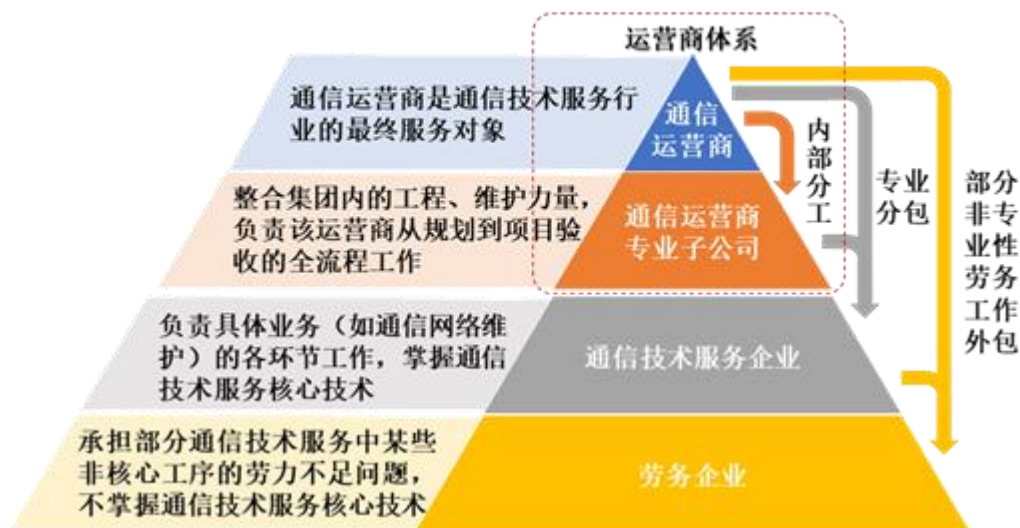 运营商体系
通信运营商是通信技术服务行
业的最终服务对象
通信
运营商
内部分工
专业
分包
部分
非专
业性
劳务
工作
外包
整合集团内的工程、维护力量，
负责该运营商从规划到项目验
收的全流程工作
通信运营商
专业子公司
负责具体业务（如通信网络维
护）的各环节工作，掌握通信
技术服务核心技术
通信技术服务企业
承担部分通信技术服务中某些
非核心工序的劳力不足问题，
不掌握通信技术服务核心技术
劳务企业